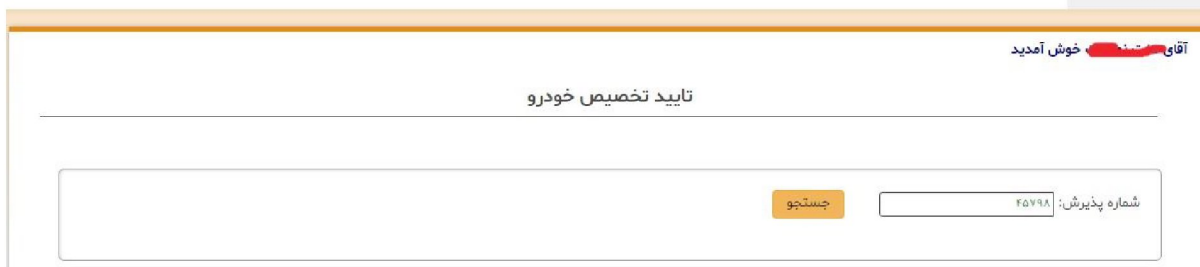 آقای خوش آمدید
تایید تخصیص خودرو
شماره پذیرش: ۴۵۷۹۸ جستجو